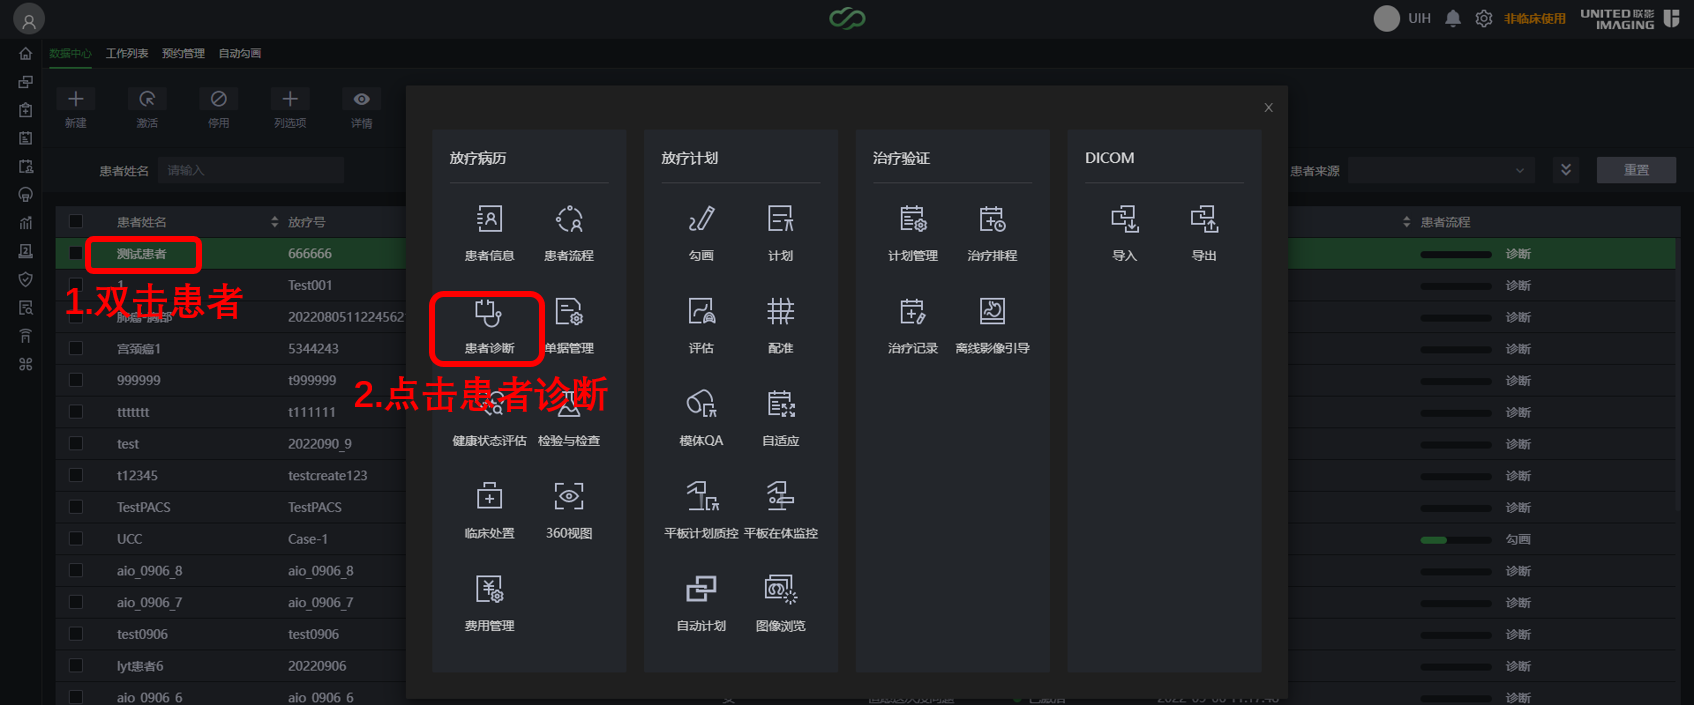 UIH 非临床使用 UNITED 联影 IMAGING
数据中心 工作列表 预约管理 自动勾画
新建 激活 停用 列选项 详情
患者姓名 请输入 患者来源 重置
患者姓名 放疗号 患者流程
测试患者 666666 诊断
1 Test001 诊断
2022080511224562 诊断
宫颈癌1 5344243 诊断
999999 t999999 诊断
ttttttt t111111 诊断
test 2022090_9 诊断
t12345 testcreate123 诊断
TestPACS TestPACS 诊断
UCC Case-1 勾画
aio_0906_8 aio_0906_8 诊断
aio_0906_7 aio_0906_7 诊断
test0906 test0906 诊断
lyt患者6 20220906 诊断
aio_0906_6 aio_0906_6 诊断
1.双击患者
2.点击患者诊断
放疗病历
患者信息 患者流程
患者诊断 单据管理
健康状态评估 检验与检查
临床处置 360视图
费用管理
放疗计划
勾画 计划
评估 配准
模体QA 自适应
平板计划质控 平板在体监控
自动计划 图像浏览
治疗验证
计划管理 治疗排程
治疗记录 离线影像引导
DICOM
导入 导出